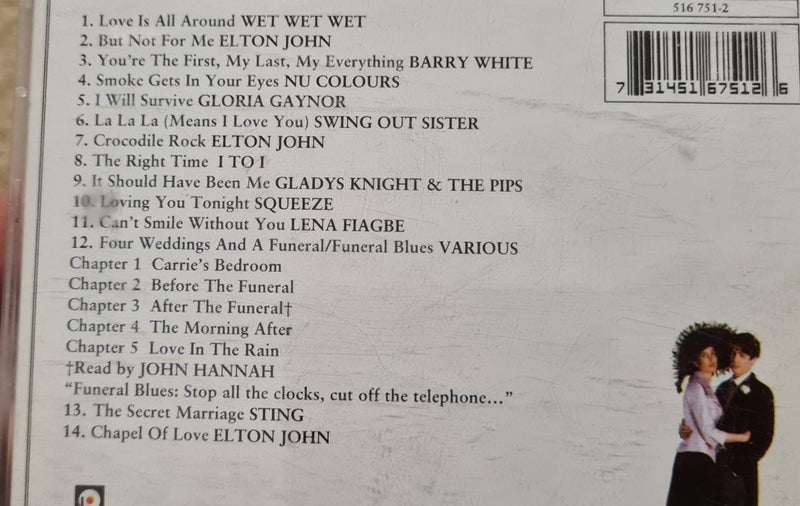 1. Love Is All Around WET WET WET
2. But Not For Me ELTON JOHN
3. You're The First, My Last, My Everything BARRY WHITE
4. Smoke Gets In Your Eyes NU COLOURS
5. I Will Survive GLORIA GAYNOR
6. La La La (Means I Love You) SWING OUT SISTER
7. Crocodile Rock ELTON JOHN
8. The Right Time I TO I
9. It Should Have Been Me GLADYS KNIGHT & THE PIPS
10. Loving You Tonight SQUEEZE
11. Can't Smile Without You LENA FIAGBE
12. Four Weddings And A Funeral/Funeral Blues VARIOUS
Chapter 1 Carrie's Bedroom
Chapter 2 Before The Funeral
Chapter 3 After The Funeral†
Chapter 4 The Morning After
Chapter 5 Love In The Rain
†Read by JOHN HANNAH
“Funeral Blues: Stop all the clocks, cut off the telephone...”
13. The Secret Marriage STING
14. Chapel Of Love ELTON JOHN
516 751-2
7 31451 67512 6